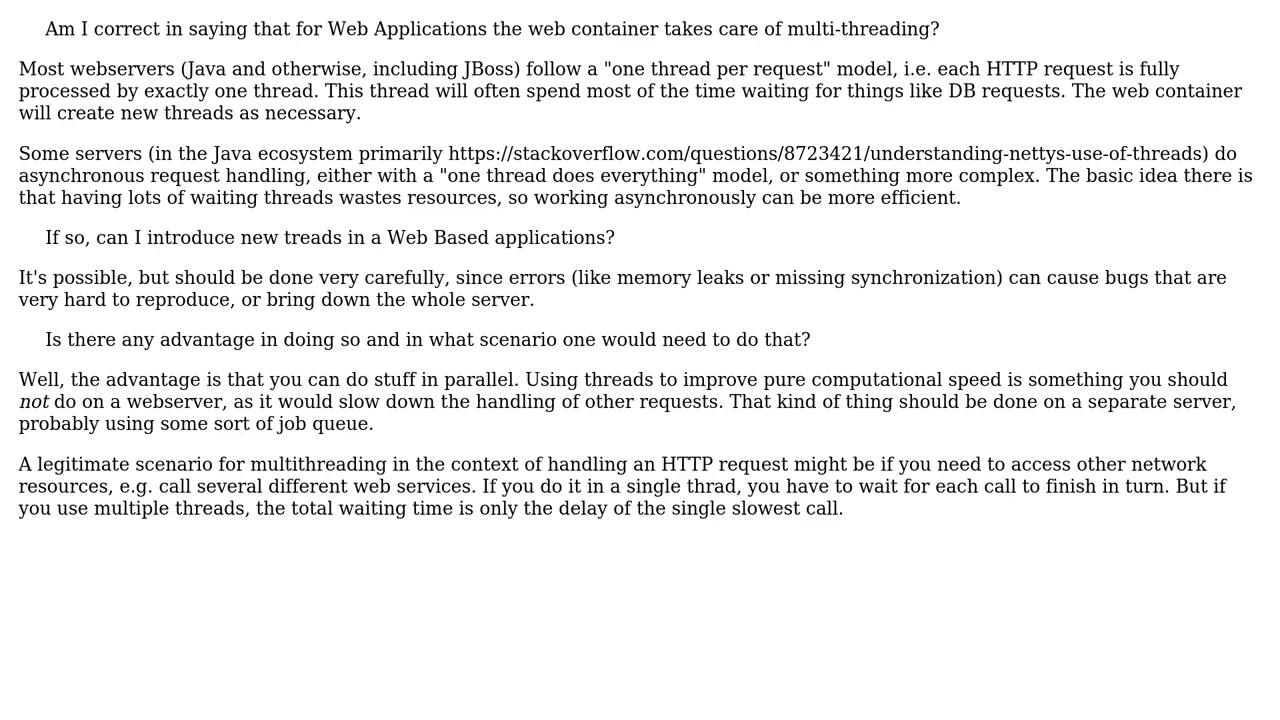 Am I correct in saying that for Web Applications the web container takes care of multi-threading?
Most webservers (Java and otherwise, including JBoss) follow a "one thread per request" model, i.e. each HTTP request is fully
processed by exactly one thread. This thread will often spend most of the time waiting for things like DB requests. The web container
will create new threads as necessary.
Some servers (in the Java ecosystem primarily https://stackoverflow.com/questions/8723421/understanding-nettys-use-of-threads) do
asynchronous request handling, either with a "one thread does everything" model, or something more complex. The basic idea there is
that having lots of waiting threads wastes resources, so working asynchronously can be more efficient.
If so, can I introduce new treads in a Web Based applications?
It's possible, but should be done very carefully, since errors (like memory leaks or missing synchronization) can cause bugs that are
very hard to reproduce, or bring down the whole server.
Is there any advantage in doing so and in what scenario one would need to do that?
Well, the advantage is that you can do stuff in parallel. Using threads to improve pure computational speed is something you should
not do on a webserver, as it would slow down the handling of other requests. That kind of thing should be done on a separate server,
probably using some sort of job queue.
A legitimate scenario for multithreading in the context of handling an HTTP request might be if you need to access other network
resources, e.g. call several different web services. If you do it in a single thrad, you have to wait for each call to finish in turn. But if
you use multiple threads, the total waiting time is only the delay of the single slowest call.